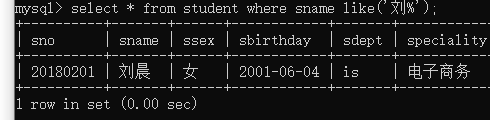 mysql> select * from student where sname like('刘%');
+----------+-------+------+------------+-------+------------
| sno | sname | ssex | sbirthday | sdept | speciality
+----------+-------+------+------------+-------+------------
| 20180201 | 刘晨 | 女 | 2001-06-04 | is | 电子商务
+----------+-------+------+------------+-------+------------
1 row in set (0.00 sec)